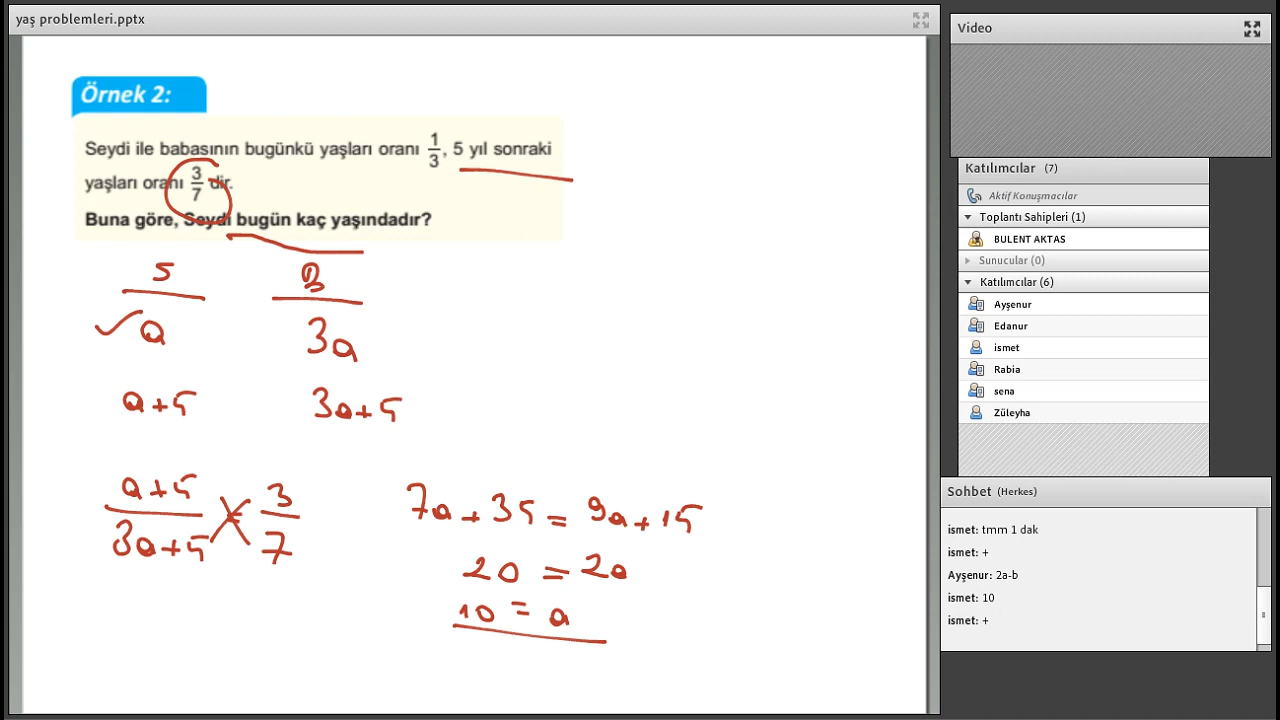 yaş problemleri.pptx
Örnek 2:
Seydi ile babasının bugünkü yaşları oranı 1/3, 5 yıl sonraki
yaşları oranı 3/7 dir.
Buna göre, Seydi bugün kaç yaşındadır?
a 3a
a+5 3a+5
a+5/3a+5 = 3/7
7a+35 = 9a+15
20 = 2a
10 = a
Video
Katılımcılar (7)
Aktif Konuşmacılar
Toplantı Sahipleri (1)
BULENT AKTAS
Sunucular (0)
Katılımcılar (6)
Ayşenur
Edanur
ismet
Rabia
sena
Züleyha
Sohbet (Herkes)
ismet: tmm 1 dak
ismet: +
Ayşenur: 2a-b
ismet: 10
ismet: +